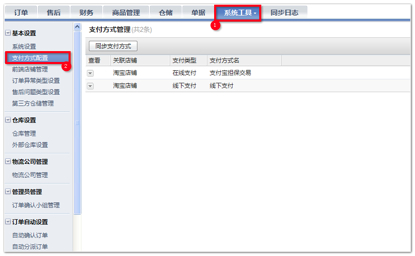 订单 售后 财务 商品管理 仓储 单据 系统工具 同步日志
1
基本设置
系统设置
支付方式配置
2
前端店铺管理
订单异常类型设置
售后问题类型设置
第三方仓储管理
仓库设置
仓库管理
外部仓库设置
物流公司管理
物流公司管理
管理员管理
订单确认小组管理
订单自动设置
自动确认订单
自动分派订单
支付方式管理 (共2条)
同步支付方式
查看 关联店铺 支付类型 支付方式名
淘宝店铺 在线支付 支付宝担保交易
淘宝店铺 线下支付 线下支付